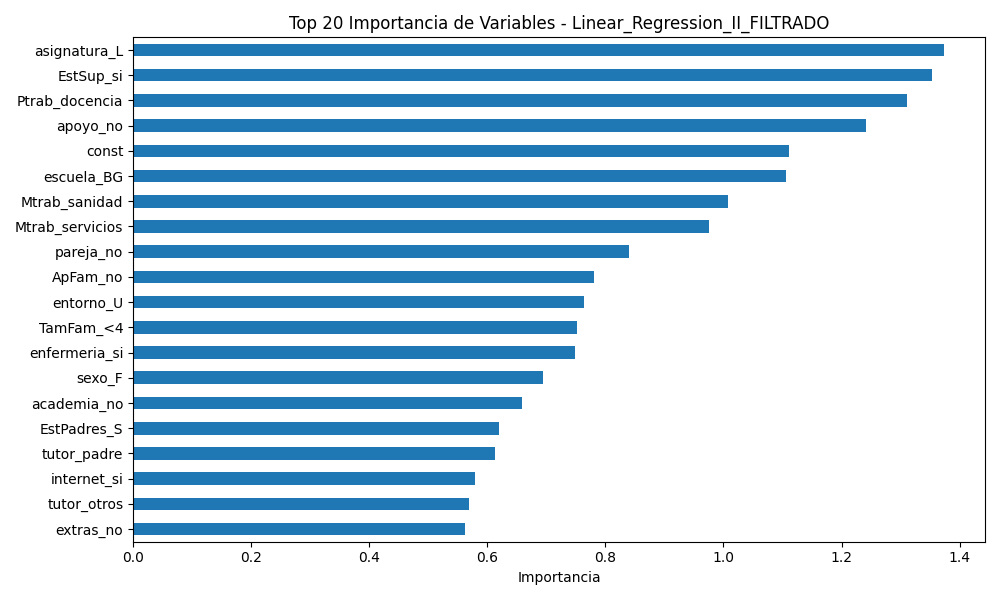 Top 20 Importancia de Variables - Linear_Regression_II_FILTRADO
asignatura_L
EstSup_si
Ptrab_docencia
apoyo_no
const
escuela_BG
Mtrab_sanidad
Mtrab_servicios
pareja_no
ApFam_no
entorno_U
TamFam_<4
enfermeria_si
sexo_F
academia_no
EstPadres_S
tutor_padre
internet_si
tutor_otros
extras_no
0.0 0.2 0.4 0.6 0.8 1.0 1.2 1.4
Importancia